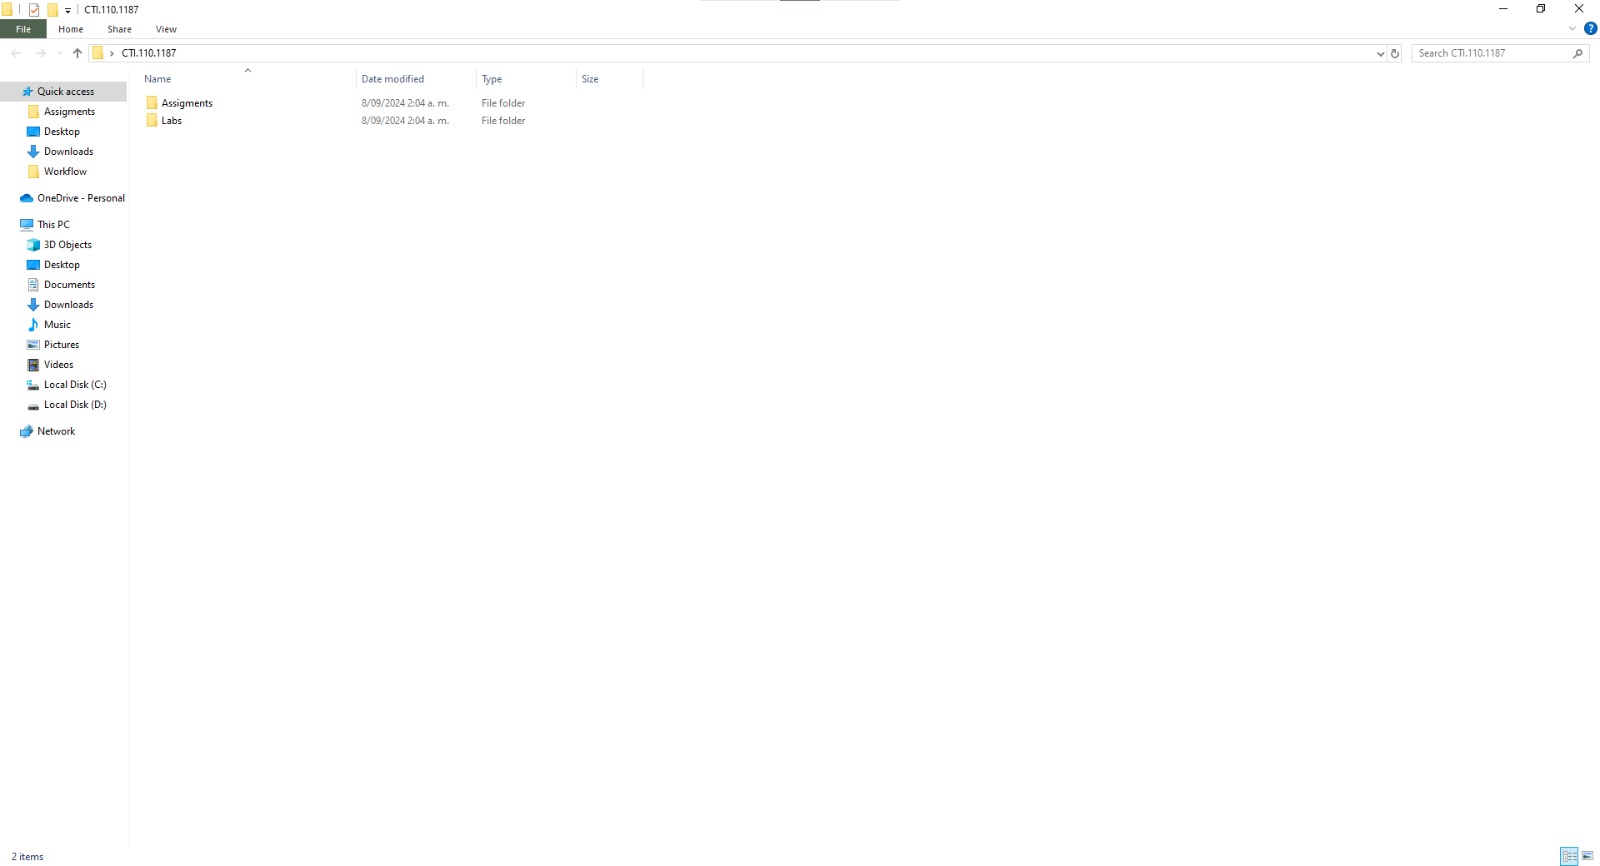 CTI.110.1187
File Home Share View
CTI.110.1187
Search CTI.110.1187
Name Date modified Type Size
Quick access
Assigments
Desktop
Downloads
Workflow
OneDrive - Personal
This PC
3D Objects
Desktop
Documents
Downloads
Music
Pictures
Videos
Local Disk (C:)
Local Disk (D:)
Network
Assigments 8/09/2024 2:04 a. m. File folder
Labs 8/09/2024 2:04 a. m. File folder
2 items